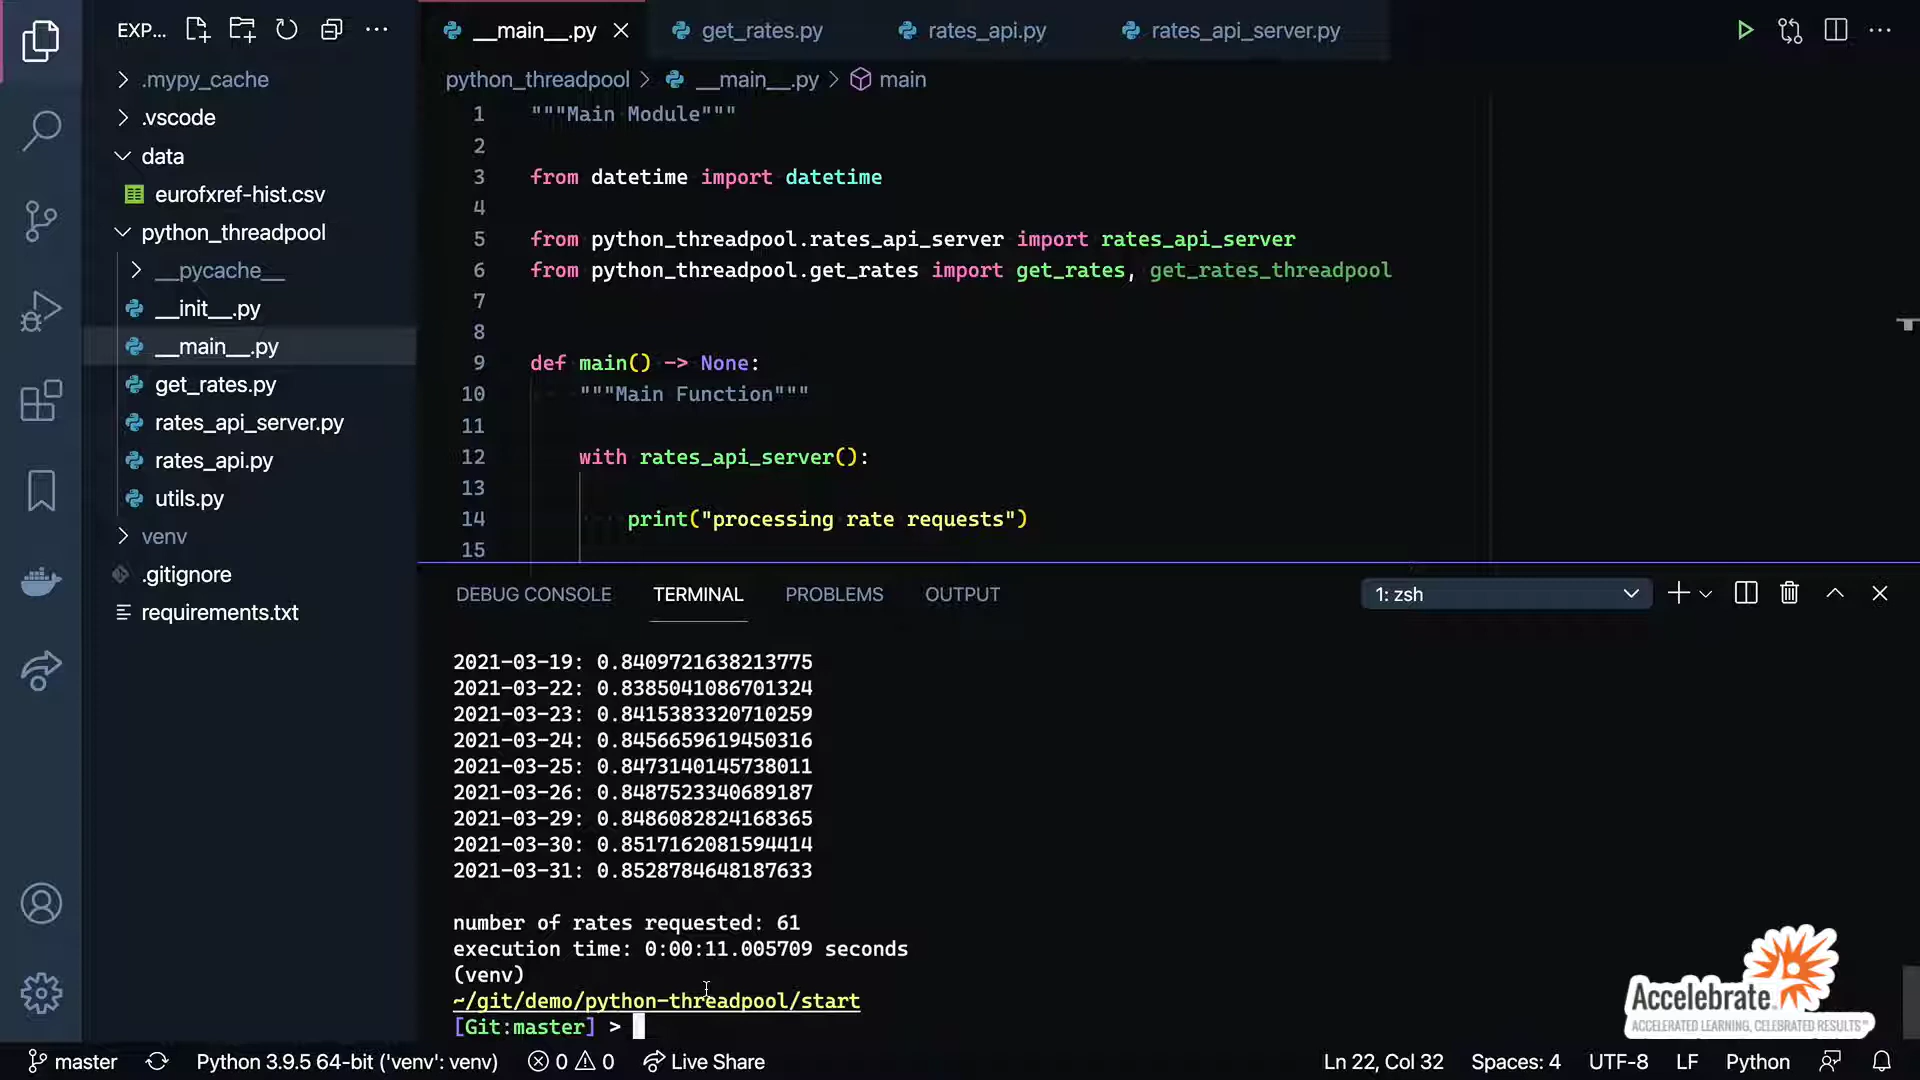 EXP...
__main__.py
get_rates.py
rates_api.py
rates_api_server.py
.mypy_cache
.vscode
data
eurofxref-hist.csv
python_threadpool
__pycache__
__init__.py
__main__.py
get_rates.py
rates_api_server.py
rates_api.py
utils.py
venv
.gitignore
requirements.txt
python_threadpool > __main__.py > main
1 """Main Module"""
2
3 from datetime import datetime
4
5 from python_threadpool.rates_api_server import rates_api_server
6 from python_threadpool.get_rates import get_rates, get_rates_threadpool
7
8
9 def main() -> None:
10 """Main Function"""
11
12 with rates_api_server():
13
14 print("processing rate requests")
15
DEBUG CONSOLE TERMINAL PROBLEMS OUTPUT
1: zsh
2021-03-19: 0.8409721638213775
2021-03-22: 0.8385041086701324
2021-03-23: 0.8415383320710259
2021-03-24: 0.8456659619450316
2021-03-25: 0.8473140145738011
2021-03-26: 0.8487523340689187
2021-03-29: 0.8486082824168365
2021-03-30: 0.8517162081594414
2021-03-31: 0.8528784648187633
number of rates requested: 61
execution time: 0:00:11.005709 seconds
(venv)
~/git/demo/python-threadpool/start
[Git:master] >
Accelebrate.
ACCELERATED LEARNING, CELEBRATED RESULTS™
master
Python 3.9.5 64-bit ('venv': venv)
0 0
Live Share
Ln 22, Col 32
Spaces: 4
UTF-8
LF
Python